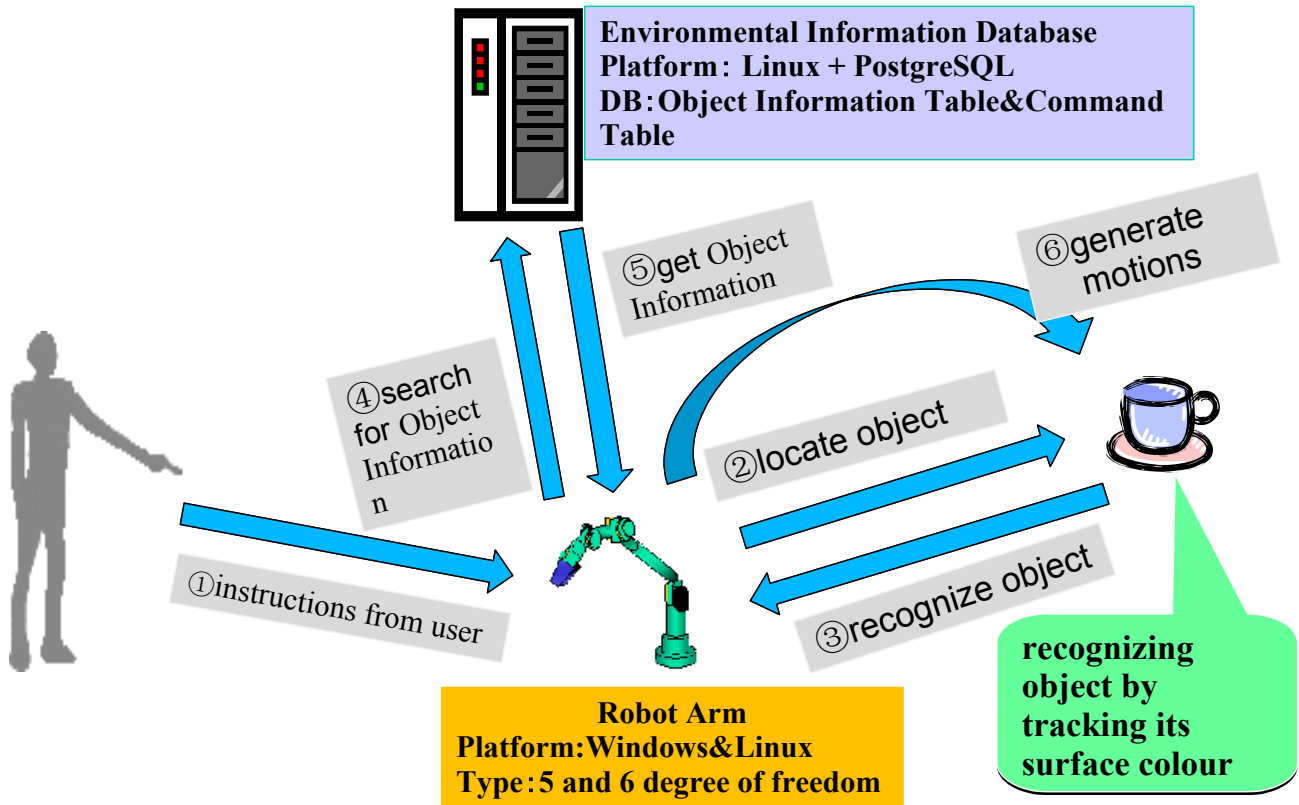 Environmental Information Database
Platform: Linux + PostgreSQL
DB:Object Information Table&Command
Table
⑤get Object
Information
⑥generate
motions
④search
for Object
Informatio
n
②locate object
①instructions from user
③recognize object
recognizing
object by
tracking its
surface colour
Robot Arm
Platform:Windows&Linux
Type:5 and 6 degree of freedom